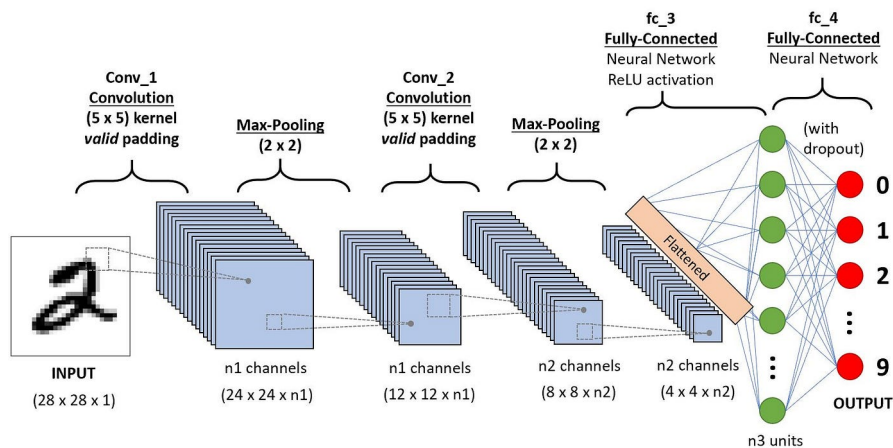 fc_3
Fully-Connected
Neural Network
ReLU activation
fc_4
Fully-Connected
Neural Network
Conv_1
Convolution
(5 x 5) kernel
valid padding
Max-Pooling
(2 x 2)
Conv_2
Convolution
(5 x 5) kernel
valid padding
Max-Pooling
(2 x 2)
(with
dropout)
Flattened
0
1
2
9
2
INPUT
(28 x 28 x 1)
n1 channels
(24 x 24 x n1)
n1 channels
(12 x 12 x n1)
n2 channels
(8 x 8 x n2)
n2 channels
(4 x 4 x n2)
OUTPUT
n3 units